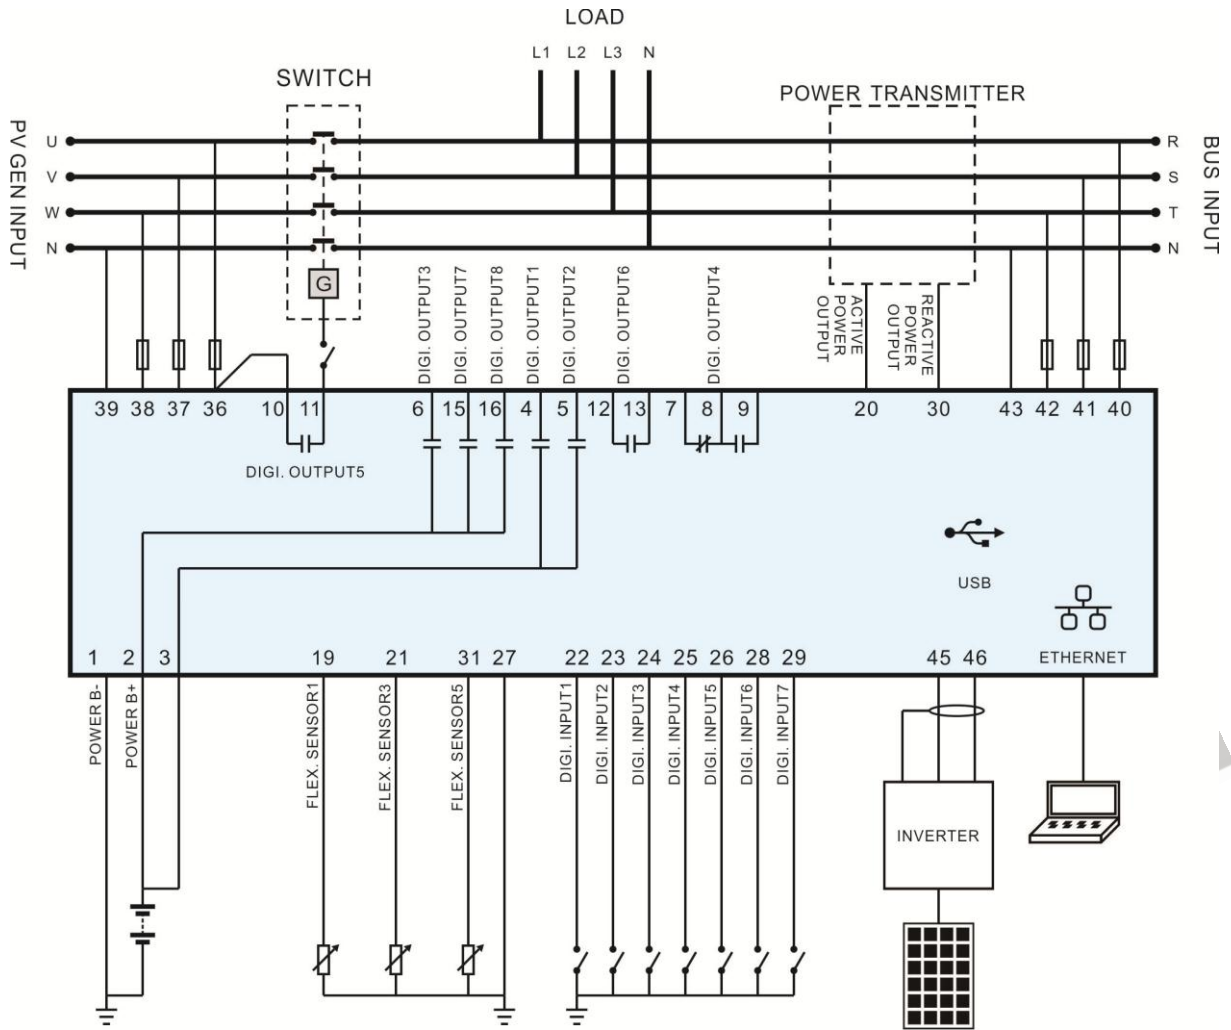 LOAD
L1 L2 L3 N
SWITCH
POWER TRANSMITTER
PV GEN INPUT
U
V
W
N
R
S
T
N
BUS INPUT
G
DIGI. OUTPUT3
DIGI. OUTPUT7
DIGI. OUTPUT8
DIGI. OUTPUT1
DIGI. OUTPUT2
DIGI. OUTPUT6
DIGI. OUTPUT4
ACTIVE
POWER
OUTPUT
REACTIVE
POWER
OUTPUT
39 38 37 36 10 11 6 15 16 4 5 12 13 7 8 9 20 30 43 42 41 40
DIGI. OUTPUT5
USB
ETHERNET
1 2 3 19 21 31 27 22 23 24 25 26 28 29 45 46
POWER B-
POWER B+
FLEX. SENSOR1
FLEX. SENSOR3
FLEX. SENSOR5
DIGI. INPUT1
DIGI. INPUT2
DIGI. INPUT3
DIGI. INPUT4
DIGI. INPUT5
DIGI. INPUT6
DIGI. INPUT7
INVERTER